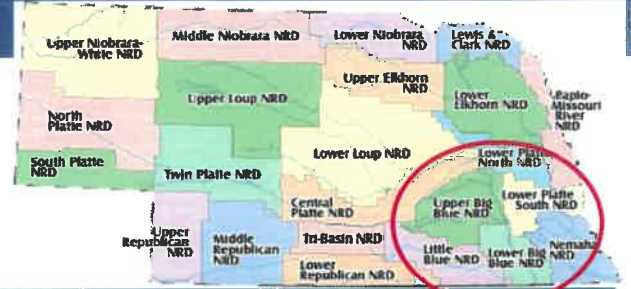 Upper Niobrara-
White NRD
Middle Niobrara NRD
Lower Niobrara
NRD
Lewis &
Clark NRD
Upper Elkhorn
NRD
Lower
Elkhorn NRD
Papio-
Missouri
River
NRD
North
Platte NRD
Upper Loup NRD
South Platte
NRD
Twin Platte NRD
Lower Loup NRD
Lower Platte
North NRD
Central
Platte NRD
Upper Big
Blue NRD
Lower Platte
South NRD
Upper
Republican
NRD
Middle
Republican
NRD
Tri-Basin NRD
Lower
Republican NRD
Little
Blue NRD
Lower Big
Blue NRD
Nemaha
NRD